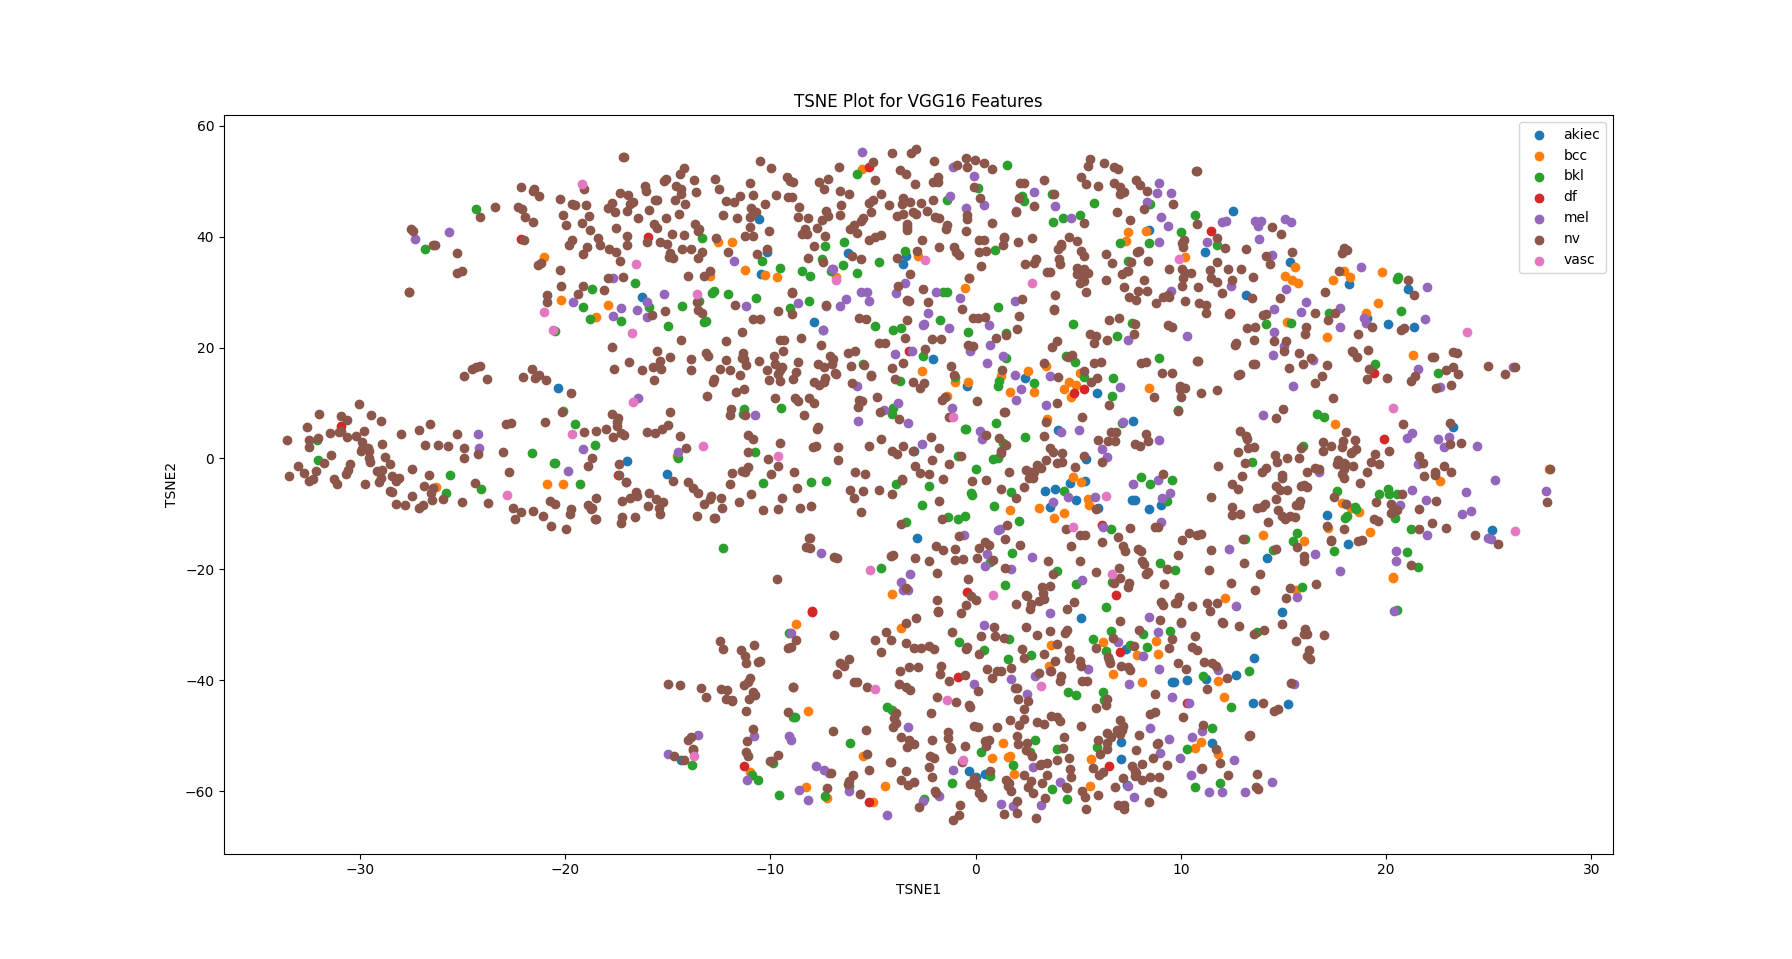 TSNE Plot for VGG16 Features
akiec
bcc
bkl
df
mel
nv
vasc
60
40
20
0
−20
−40
−60
TSNE2
−30
−20
−10
0
10
20
30
TSNE1